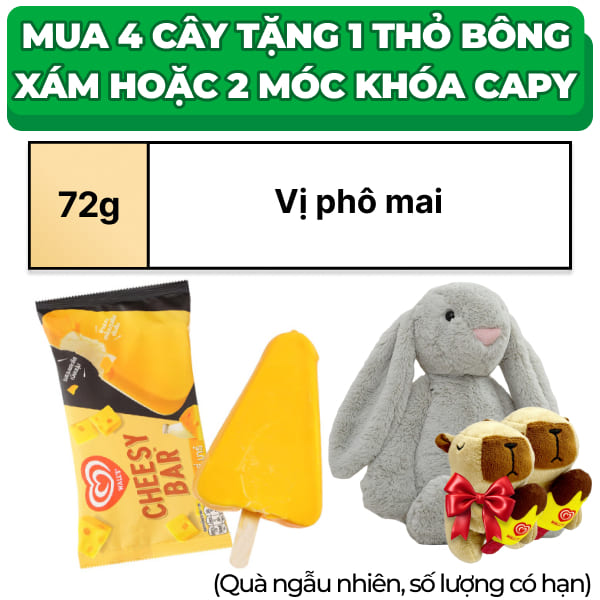 MUA 4 CÂY TẶNG 1 THỎ BÔNG
XÁM HOẶC 2 MÓC KHÓA CAPY
72g
Vị phô mai
WALL'S
CHEESY
BAR
(Quà ngẫu nhiên, số lượng có hạn)